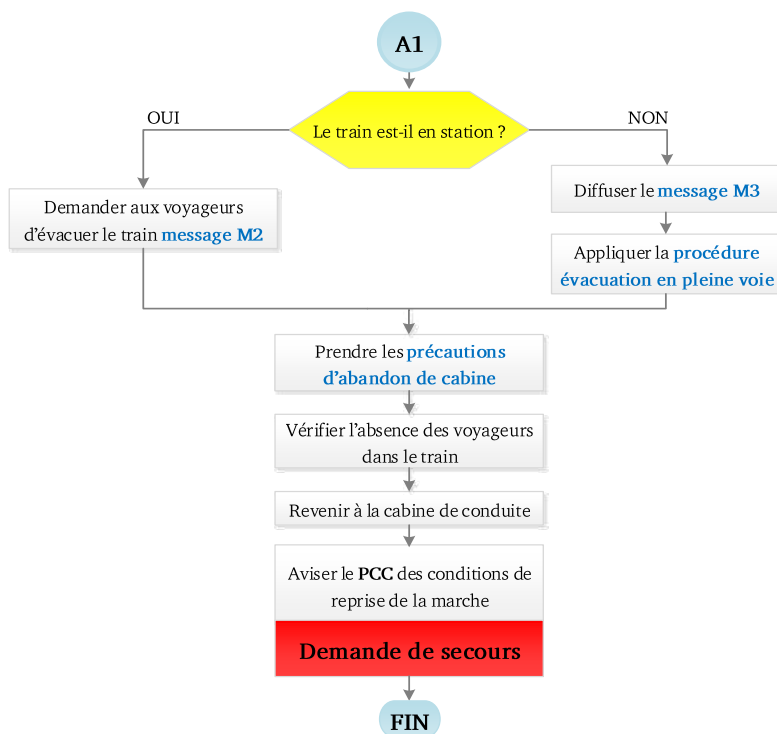 A1
Le train est-il en station ?
OUI
NON
Demander aux voyageurs
d'évacuer le train message M2
Diffuser le message M3
Appliquer la procédure
évacuation en pleine voie
Prendre les précautions
d'abandon de cabine
Vérifier l'absence des voyageurs
dans le train
Revenir à la cabine de conduite
Aviser le PCC des conditions de
reprise de la marche
Demande de secours
FIN